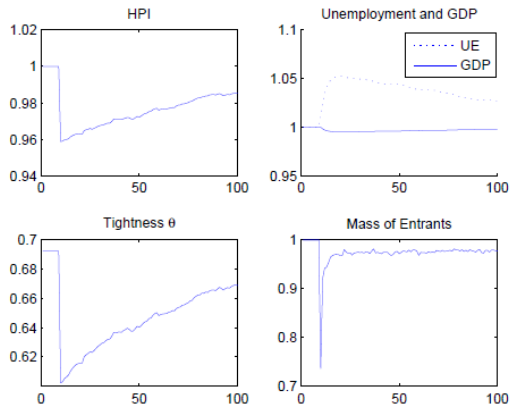 HPI
1.02
1
0.98
0.96
0.94
0 50 100
Unemployment and GDP
1.1
1.05
1
0.95
UE
GDP
0 50 100
Tightness θ
0.7
0.68
0.66
0.64
0.62
0 50 100
Mass of Entrants
1
0.9
0.8
0.7
0 50 100